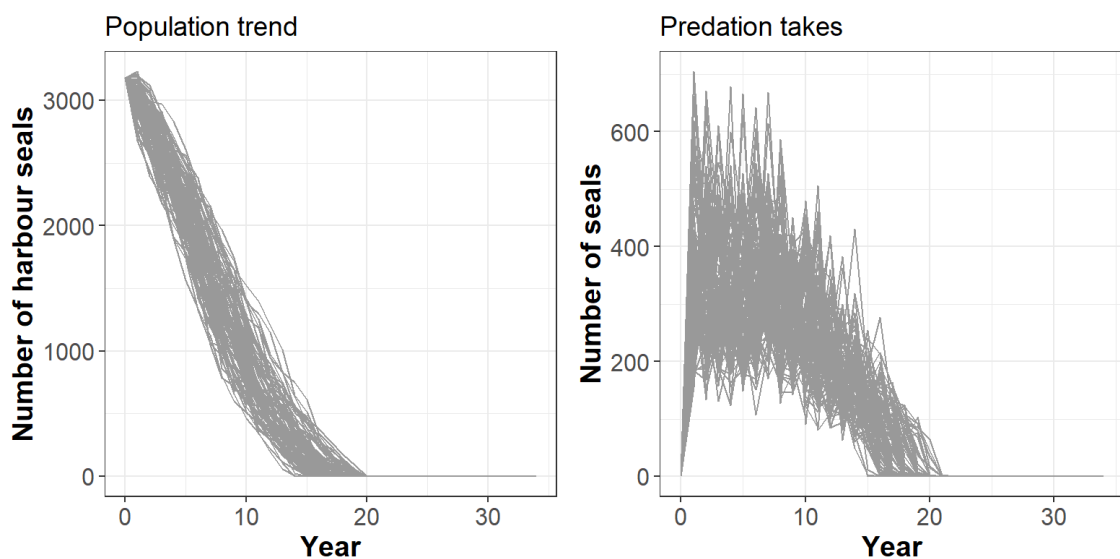 Population trend
Number of harbour seals
3000
2000
1000
0
0 10 20 30
Year
Predation takes
Number of seals
600
400
200
0
0 10 20 30
Year